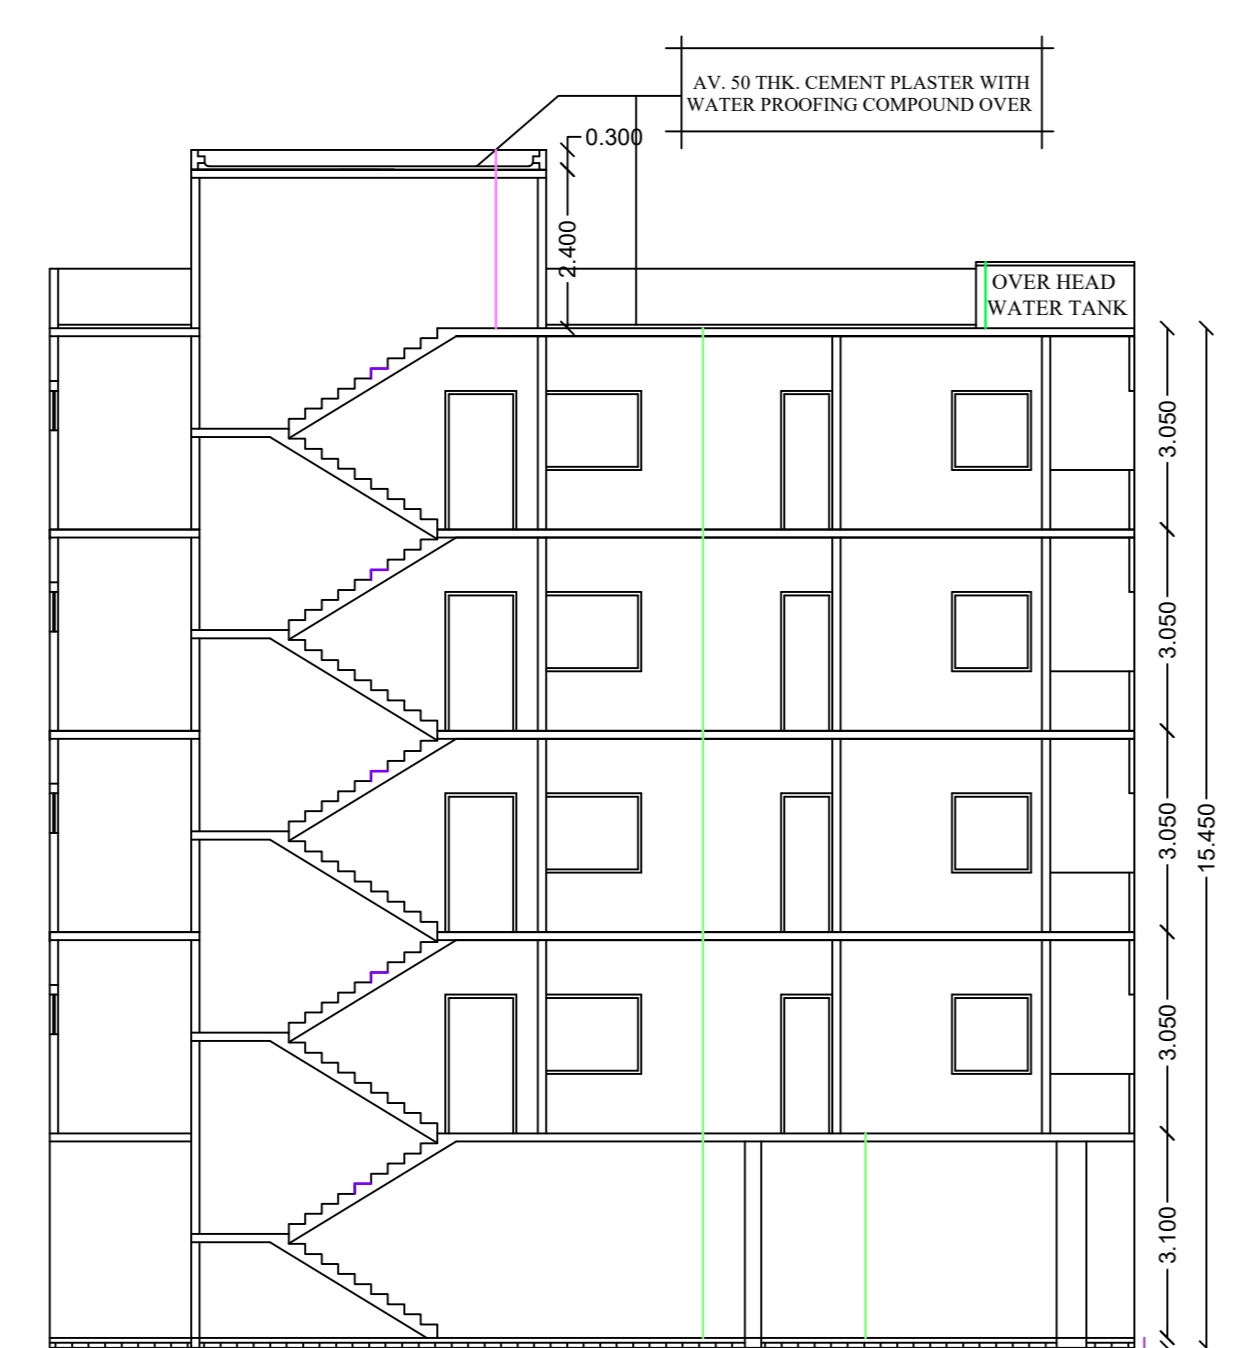 AV. 50 THK. CEMENT PLASTER WITH
WATER PROOFING COMPOUND OVER
0.300
2.400
OVER HEAD
WATER TANK
3.050
3.050
3.050
15.450
3.050
3.100